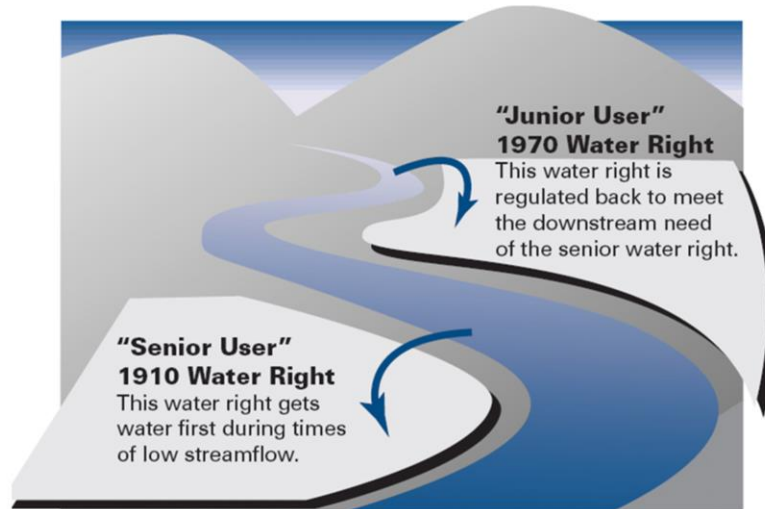 “Junior User”
1970 Water Right
This water right is
regulated back to meet
the downstream need
of the senior water right.
“Senior User”
1910 Water Right
This water right gets
water first during times
of low streamflow.